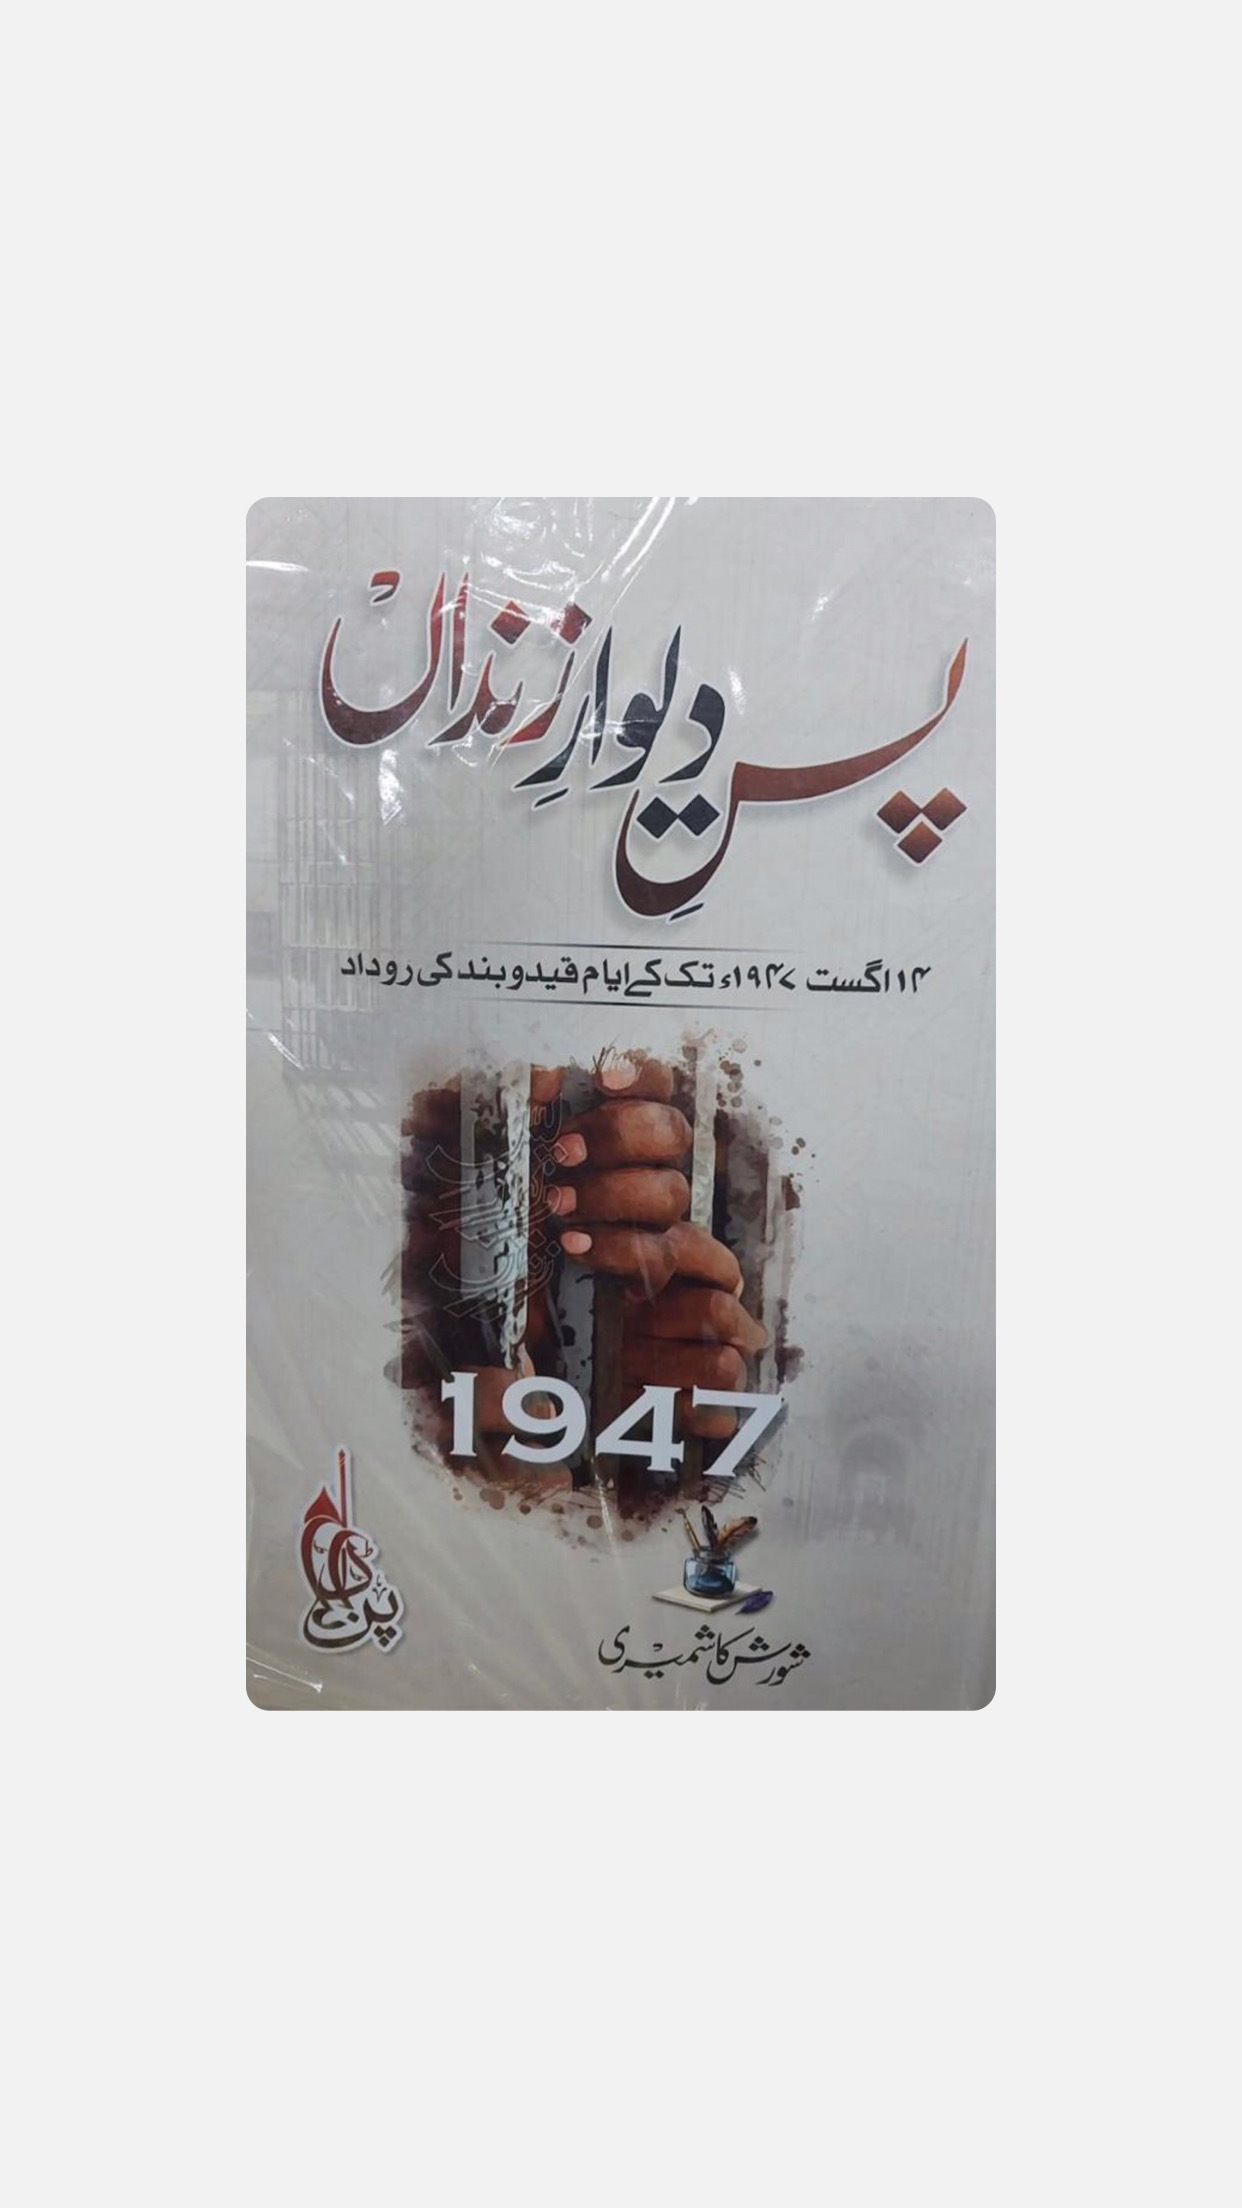 پسِ دیوارِ زنداںْ
۱۴ اگست ۱۹۴۷ء تک کے ایام قید و بند کی روداد
1947
شورش کاشمیری